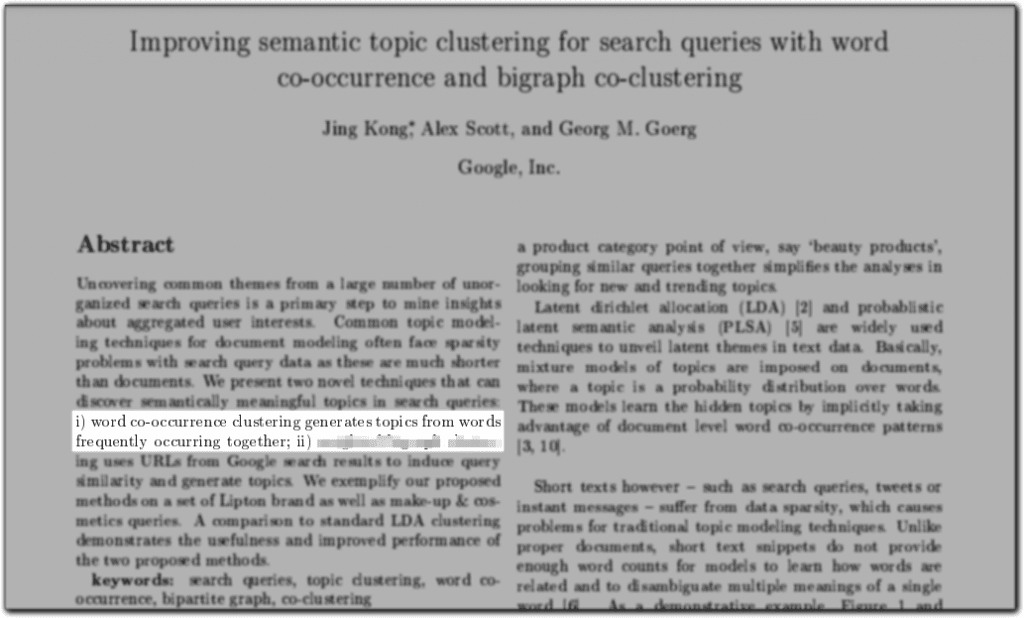 Improving semantic topic clustering for search queries with word
co-occurrence and bigraph co-clustering
Jing Kong*, Alex Scott, and Georg M. Goerg
Google, Inc.
Abstract
Uncovering common themes from a large number of unor-
ganized search queries is a primary step to mine insights
about aggregated user interests. Common topic model-
ing techniques for document modeling often face sparsity
problems with search query data as these are much shorter
than documents. We present two novel techniques that can
discover semantically meaningful topics in search queries:
i) word co-occurrence clustering generates topics from words
frequently occurring together; ii)
ing uses URLs from Google search results to induce query
similarity and generate topics. We exemplify our proposed
methods on a set of Lipton brand as well as make-up & cos-
metics queries. A comparison to standard LDA clustering
demonstrates the usefulness and improved performance of
the two proposed methods.
keywords: search queries, topic clustering, word co-
occurrence, bipartite graph, co-clustering
a product category point of view, say ‘beauty products’,
grouping similar queries together simplifies the analyses in
looking for new and trending topics.
Latent dirichlet allocation (LDA) [2] and probablistic
latent semantic analysis (PLSA) [5] are widely used
techniques to unveil latent themes in text data. Basically,
mixture models of topics are imposed on documents,
where a topic is a probability distribution over words.
These models learn the hidden topics by implicitly taking
advantage of document level word co-occurrence patterns
[3, 10].
Short texts however – such as search queries, tweets or
instant messages – suffer from data sparsity, which causes
problems for traditional topic modeling techniques. Unlike
proper documents, short text snippets do not provide
enough word counts for models to learn how words are
related and to disambiguate multiple meanings of a single
word [6]. As a demonstrative example, Figure 1 and